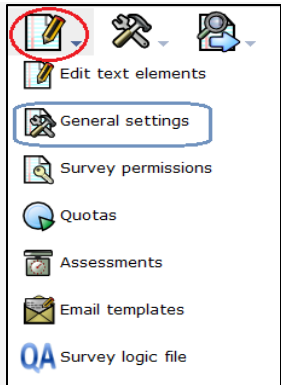 Edit text elements
General settings
Survey permissions
Quotas
Assessments
Email templates
QA Survey logic file